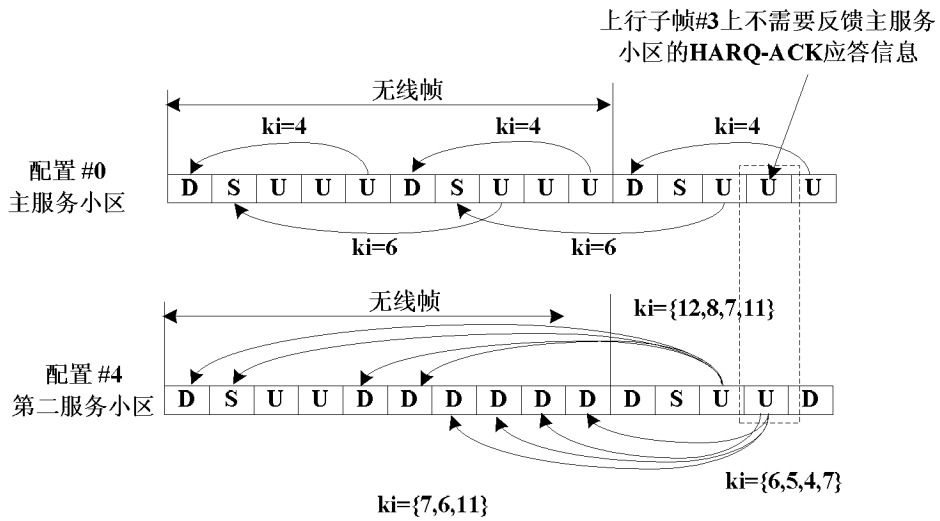 上行子帧#3上不需要反馈主服务
小区的HARQ-ACK应答信息
无线帧
ki=4
ki=4
ki=4
配置 #0
主服务小区
D S U U U D S U U U D S U U U
ki=6
ki=6
无线帧
ki={12,8,7,11}
配置 #4
第二服务小区
D S U U D D D D D D D S U U D
ki={7,6,11}
ki={6,5,4,7}